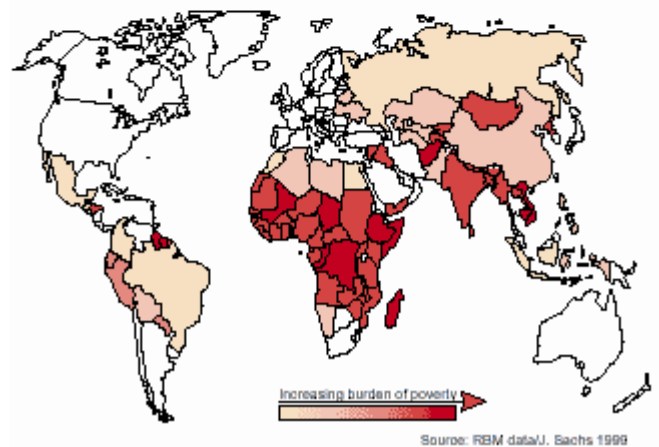 Increasing burden of poverty
Source: RBM data/J. Sachs 1999